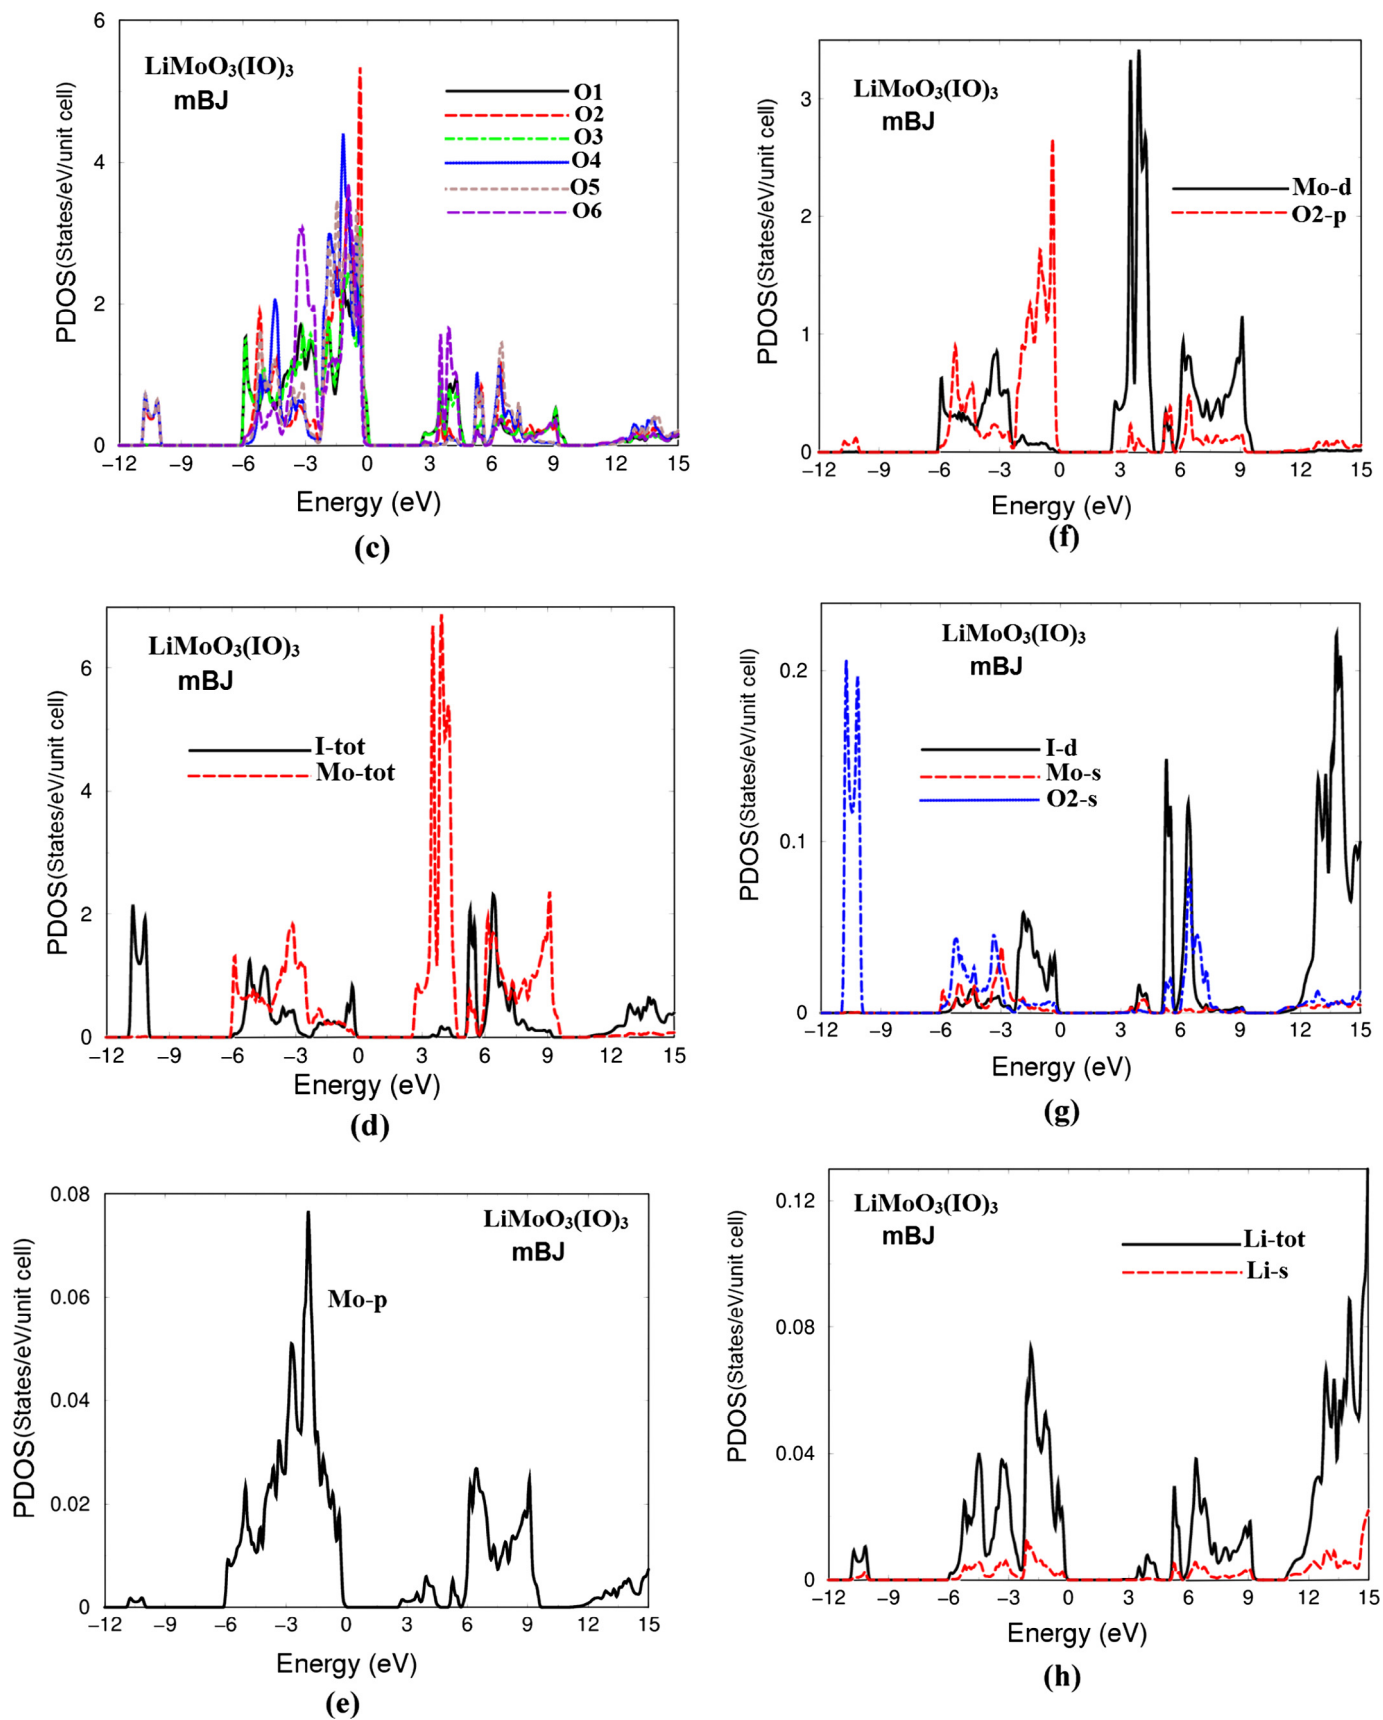 6
LiMoO₃(IO)₃
mBJ
O1
O2
O3
O4
O5
O6
4
2
0
PDOS(States/eV/unit cell)
−12 −9 −6 −3 0 3 6 9 12 15
Energy (eV)
(c)
LiMoO₃(IO)₃
mBJ
Mo-d
O2-p
3
2
1
0
PDOS(States/eV/unit cell)
−12 −9 −6 −3 0 3 6 9 12 15
Energy (eV)
(f)
LiMoO₃(IO)₃
mBJ
I-tot
Mo-tot
6
4
2
0
PDOS(States/eV/unit cell)
−12 −9 −6 −3 0 3 6 9 12 15
Energy (eV)
(d)
LiMoO₃(IO)₃
mBJ
I-d
Mo-s
O2-s
0.2
0.1
0
PDOS(States/eV/unit cell)
−12 −9 −6 −3 0 3 6 9 12 15
Energy (eV)
(g)
0.08
LiMoO₃(IO)₃
mBJ
Mo-p
0.06
0.04
0.02
0
PDOS(States/eV/unit cell)
−12 −9 −6 −3 0 3 6 9 12 15
Energy (eV)
(e)
0.12
LiMoO₃(IO)₃
mBJ
Li-tot
Li-s
0.08
0.04
0
PDOS(States/eV/unit cell)
−12 −9 −6 −3 0 3 6 9 12 15
Energy (eV)
(h)